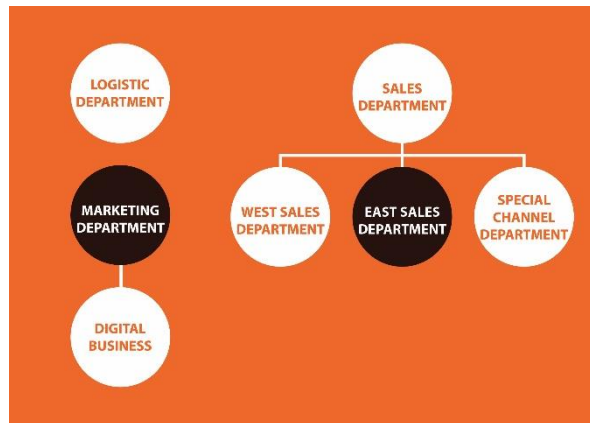 LOGISTIC
DEPARTMENT
SALES
DEPARTMENT
MARKETING
DEPARTMENT
WEST SALES
DEPARTMENT
EAST SALES
DEPARTMENT
SPECIAL
CHANNEL
DEPARTMENT
DIGITAL
BUSINESS